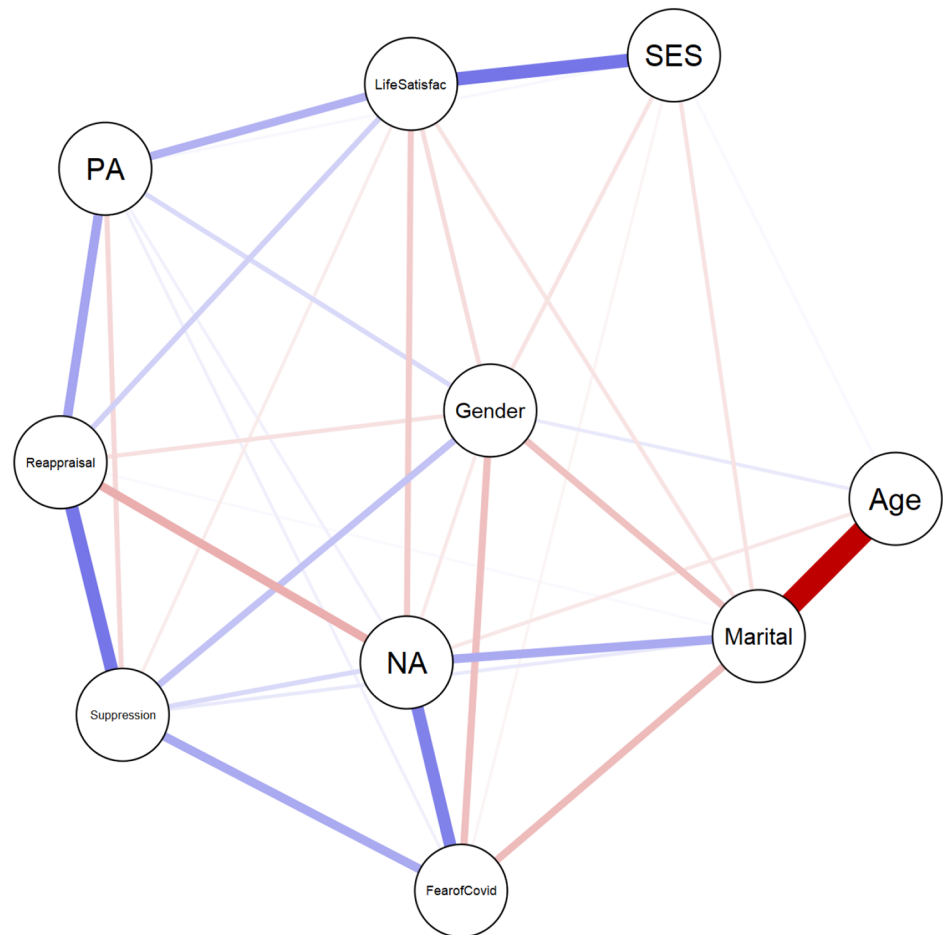 SES
LifeSatisfac
PA
Gender
Reappraisal
Age
Marital
NA
Suppression
FearofCovid